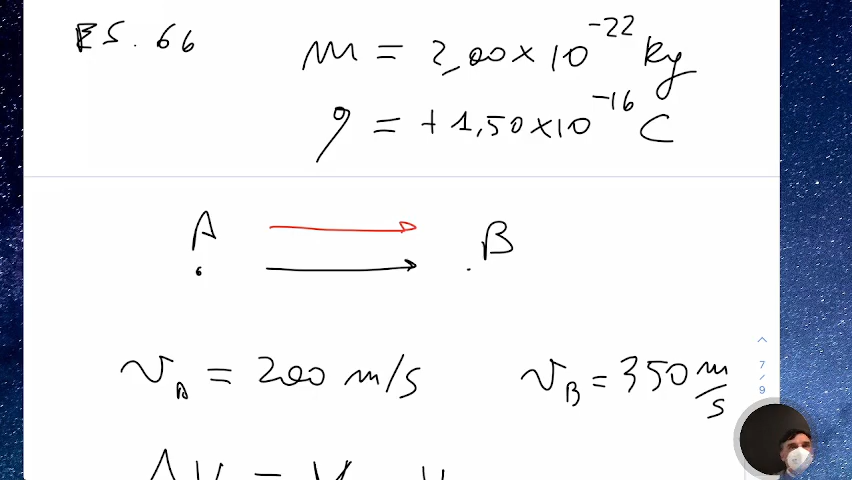 ES. 66
m = 2,00×10⁻²² kg
q = +1,50×10⁻¹⁶ C
A B
v_A = 200 m/s v_B = 350 m/s
7
/
9